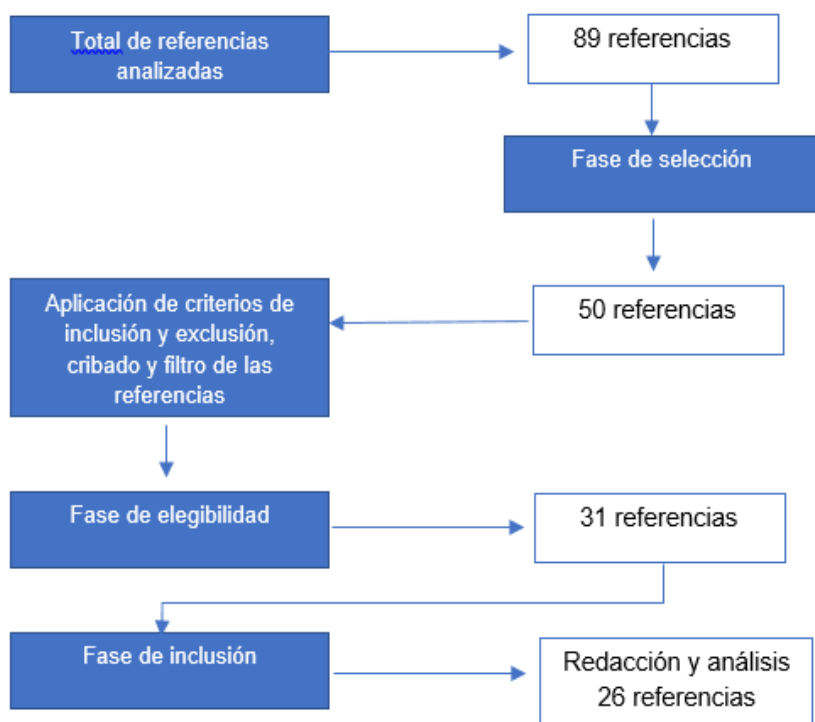 Total de referencias
analizadas
89 referencias
Fase de selección
50 referencias
Aplicación de criterios de
inclusión y exclusión,
cribado y filtro de las
referencias
Fase de elegibilidad
31 referencias
Fase de inclusión
Redacción y análisis
26 referencias